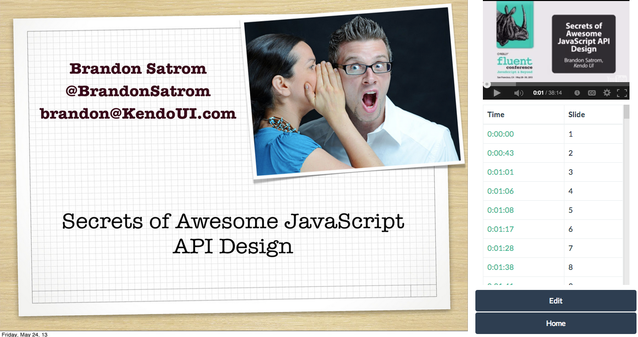 Brandon Satrom
@BrandonSatrom
brandon@KendoUI.com
Secrets of Awesome JavaScript
API Design
Friday, May 24, 13
Secrets of
Awesome
JavaScript API
Design
Brandon Satrom,
Kendo UI
fluent
conference
0:01 / 36:14
Time Slide
0:00:00 1
0:00:43 2
0:01:01 3
0:01:06 4
0:01:08 5
0:01:17 6
0:01:28 7
0:01:38 8
Edit
Home